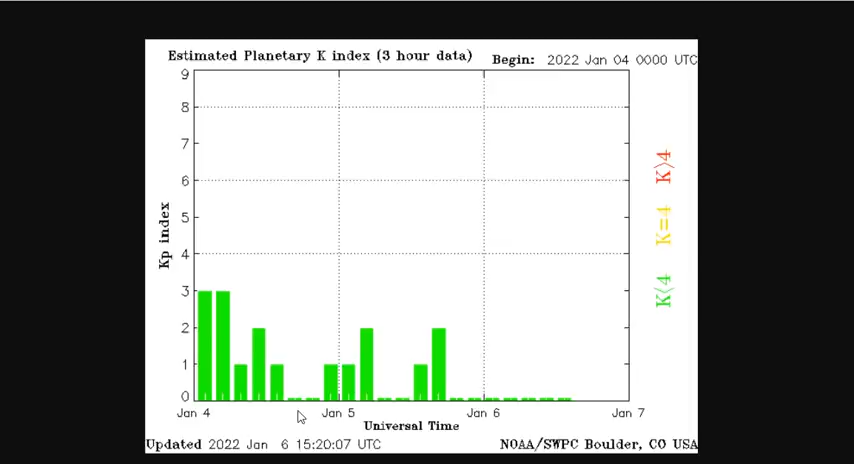 Estimated Planetary K index (3 hour data) Begin: 2022 Jan 04 0000 UTC
9
8
7
6
5
4
3
2
1
0
Kp index
K>4
K=4
K<4
Jan 4 Jan 5 Jan 6 Jan 7
Universal Time
Updated 2022 Jan 6 15:20:07 UTC NOAA/SWPC Boulder, CO USA